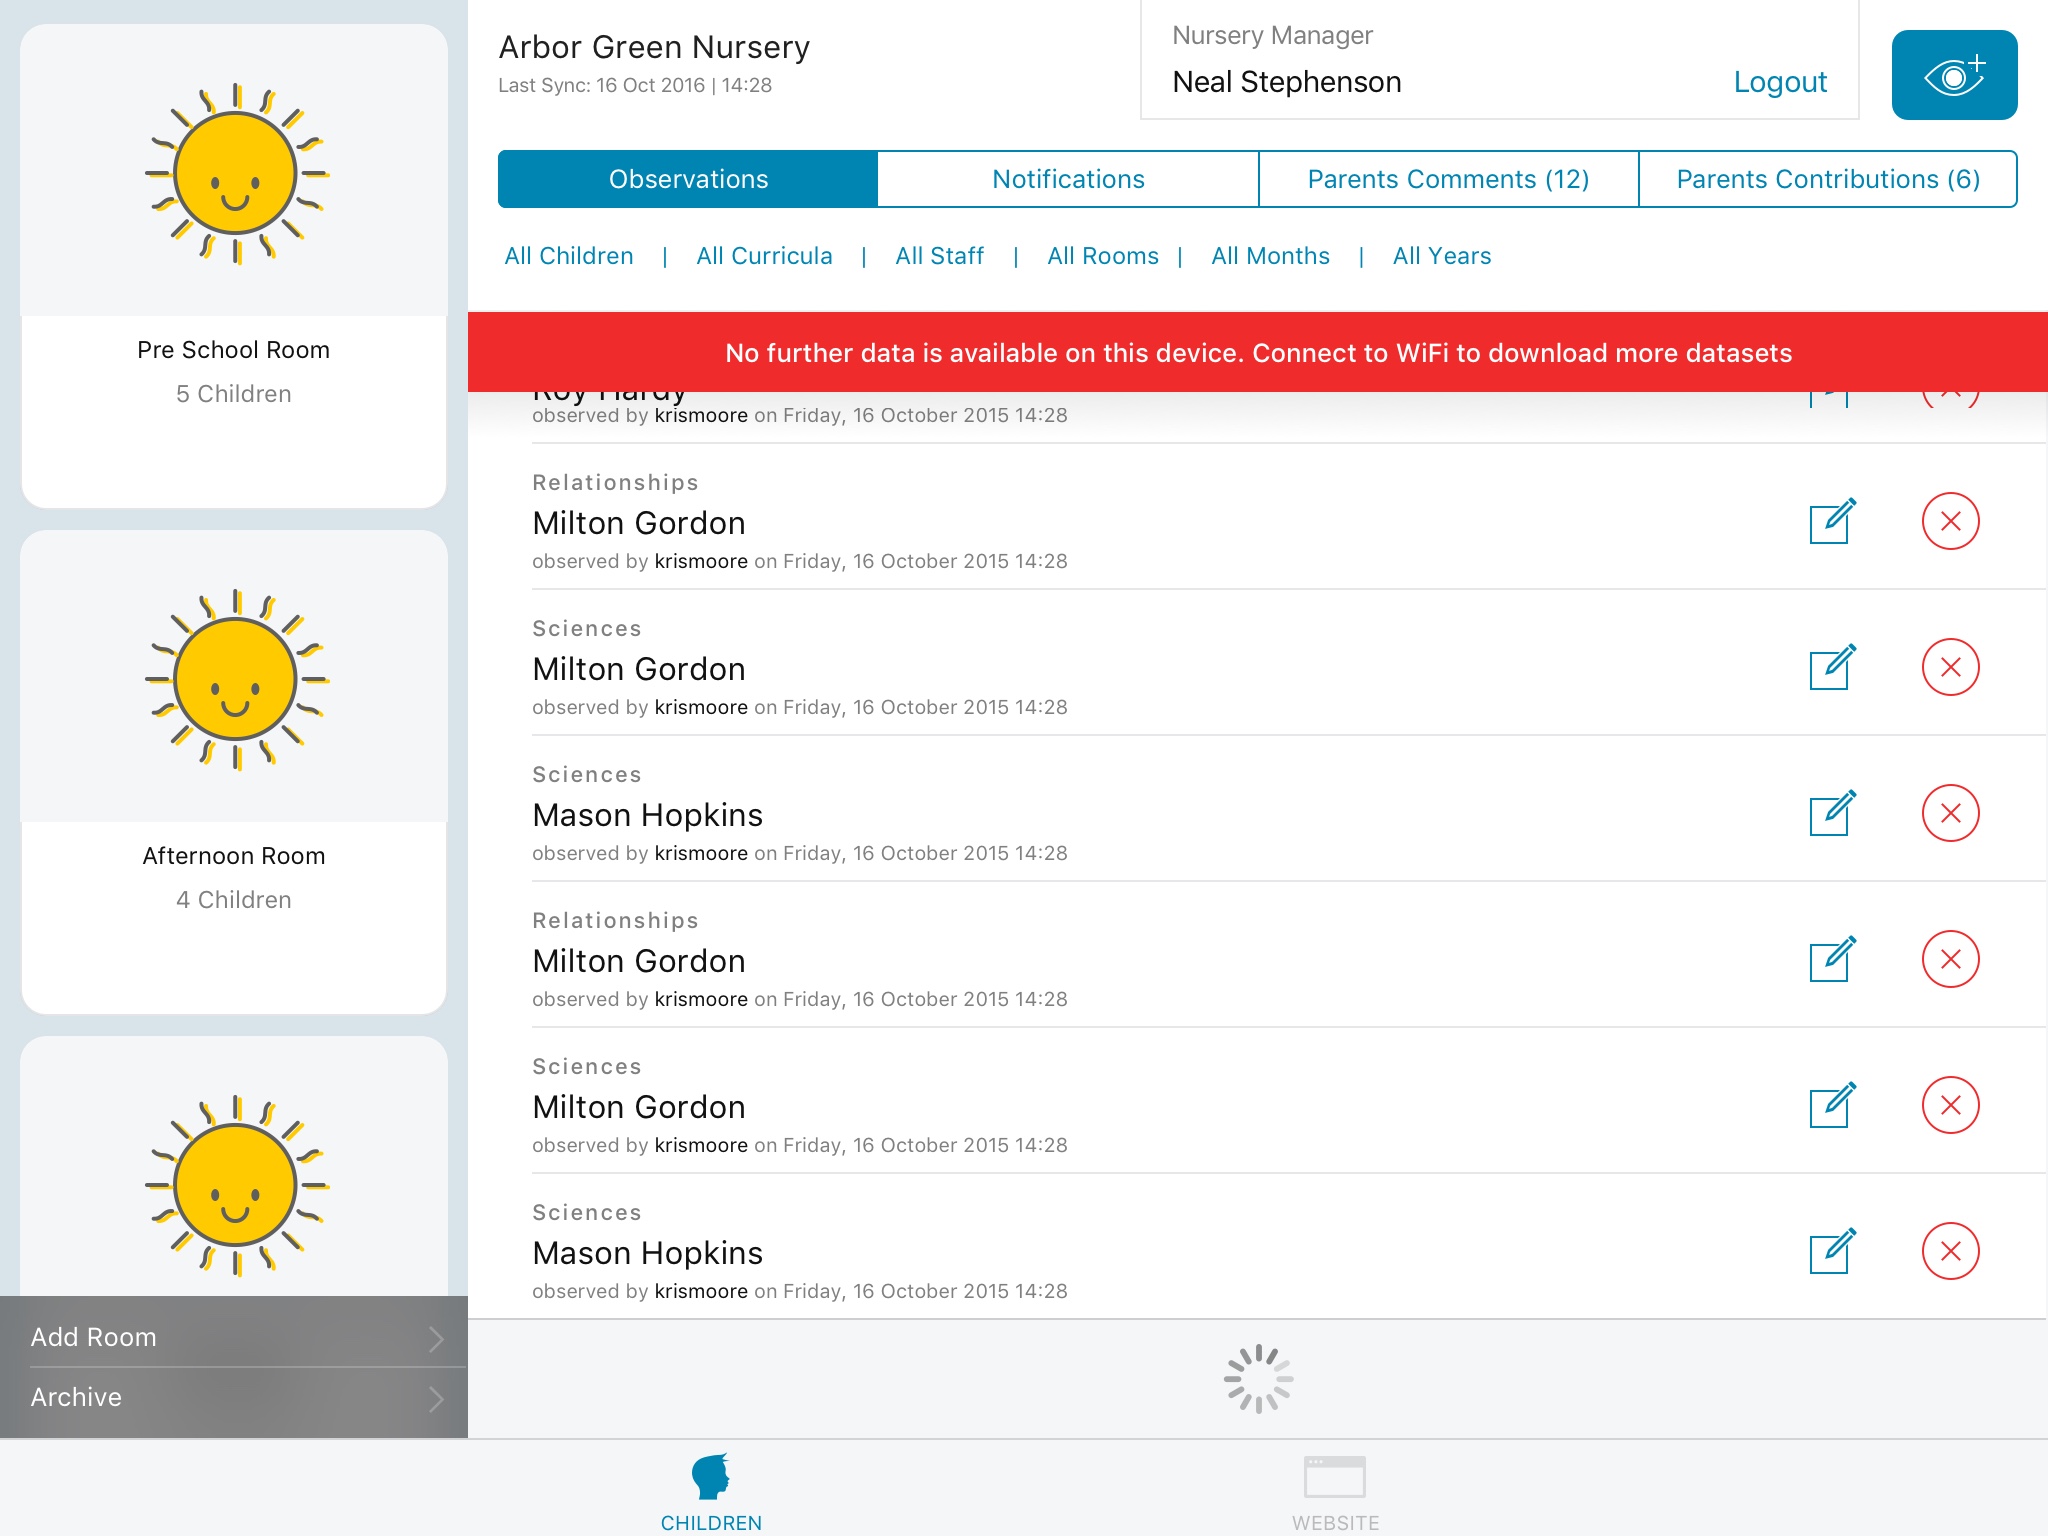 Pre School Room
5 Children
Afternoon Room
4 Children
Add Room
Archive
Arbor Green Nursery
Last Sync: 16 Oct 2016 | 14:28
Nursery Manager
Neal Stephenson
Logout
Observations
Notifications
Parents Comments (12)
Parents Contributions (6)
All Children | All Curricula | All Staff | All Rooms | All Months | All Years
No further data is available on this device. Connect to WiFi to download more datasets
Roy Hardy
observed by krismoore on Friday, 16 October 2015 14:28
Relationships
Milton Gordon
observed by krismoore on Friday, 16 October 2015 14:28
Sciences
Milton Gordon
observed by krismoore on Friday, 16 October 2015 14:28
Sciences
Mason Hopkins
observed by krismoore on Friday, 16 October 2015 14:28
Relationships
Milton Gordon
observed by krismoore on Friday, 16 October 2015 14:28
Sciences
Milton Gordon
observed by krismoore on Friday, 16 October 2015 14:28
Sciences
Mason Hopkins
observed by krismoore on Friday, 16 October 2015 14:28
CHILDREN
WEBSITE